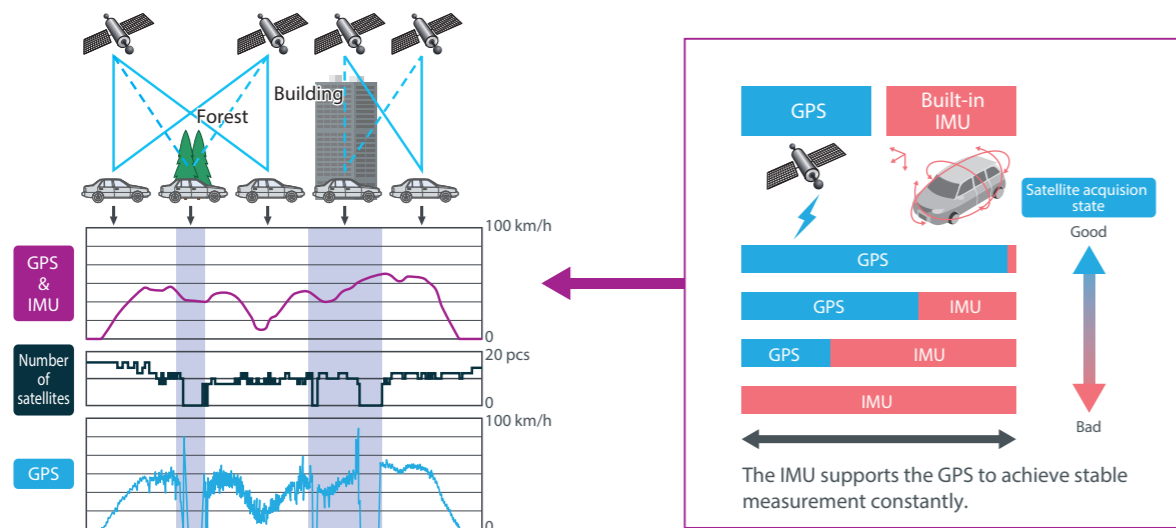 Building
Forest
100 km/h
GPS
&
IMU
0
20 pcs
Number
of
satellites
0
100 km/h
GPS
0
GPS
Built-in
IMU
Satellite acquision
state
Good
GPS
GPS IMU
GPS IMU
IMU
Bad
The IMU supports the GPS to achieve stable
measurement constantly.